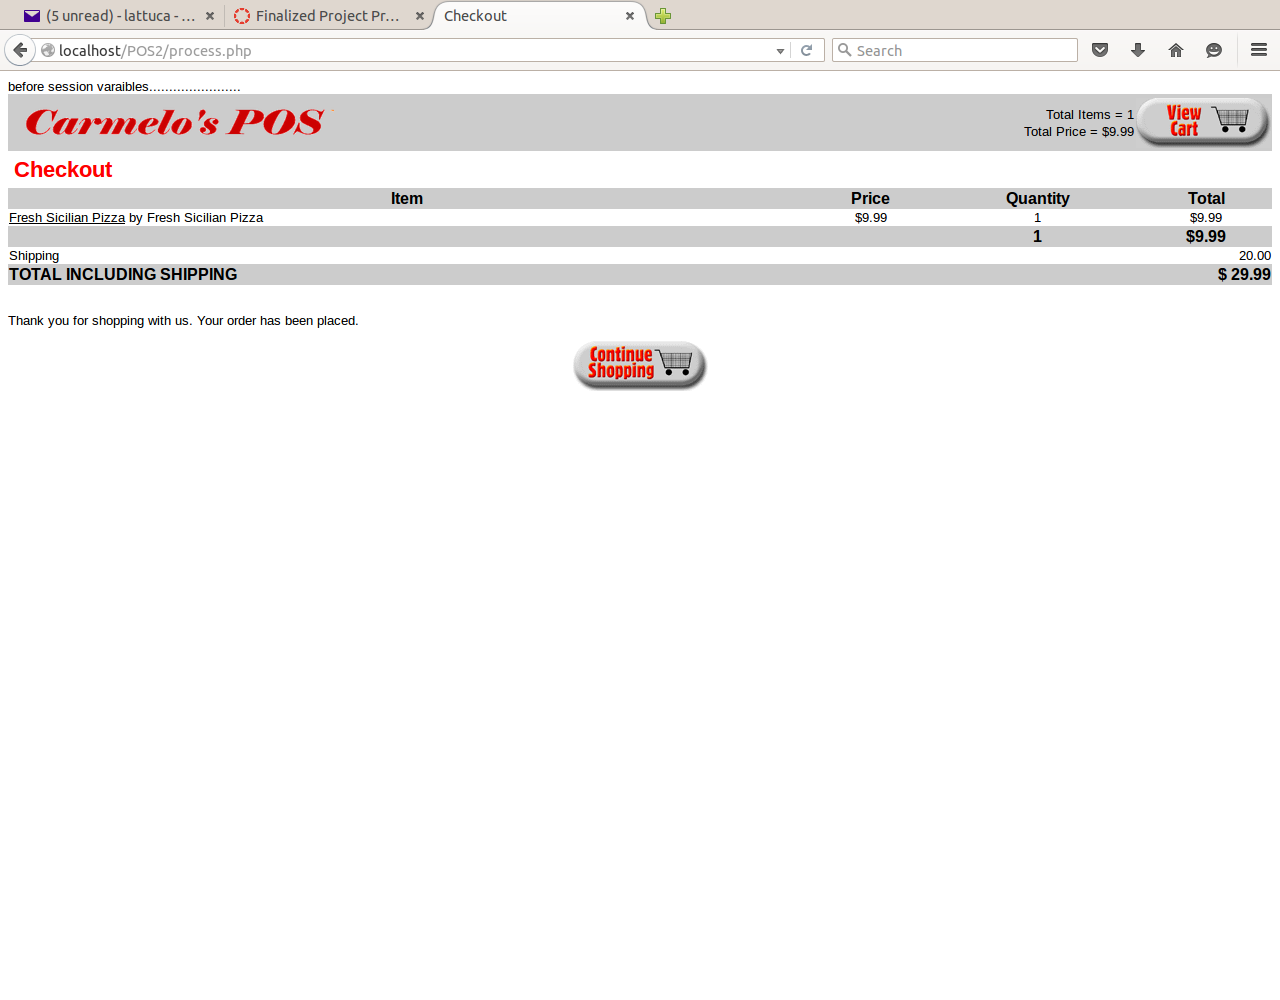 (5 unread) - lattuca - ...
Finalized Project Pr...
Checkout
localhost/POS2/process.php
Search
before session varaibles.......................
Carmelo's POS
Total Items = 1
Total Price = $9.99
View
Cart
Checkout
Item Price Quantity Total
Fresh Sicilian Pizza by Fresh Sicilian Pizza $9.99 1 $9.99
1 $9.99
Shipping 20.00
TOTAL INCLUDING SHIPPING $ 29.99
Thank you for shopping with us. Your order has been placed.
Continue
Shopping